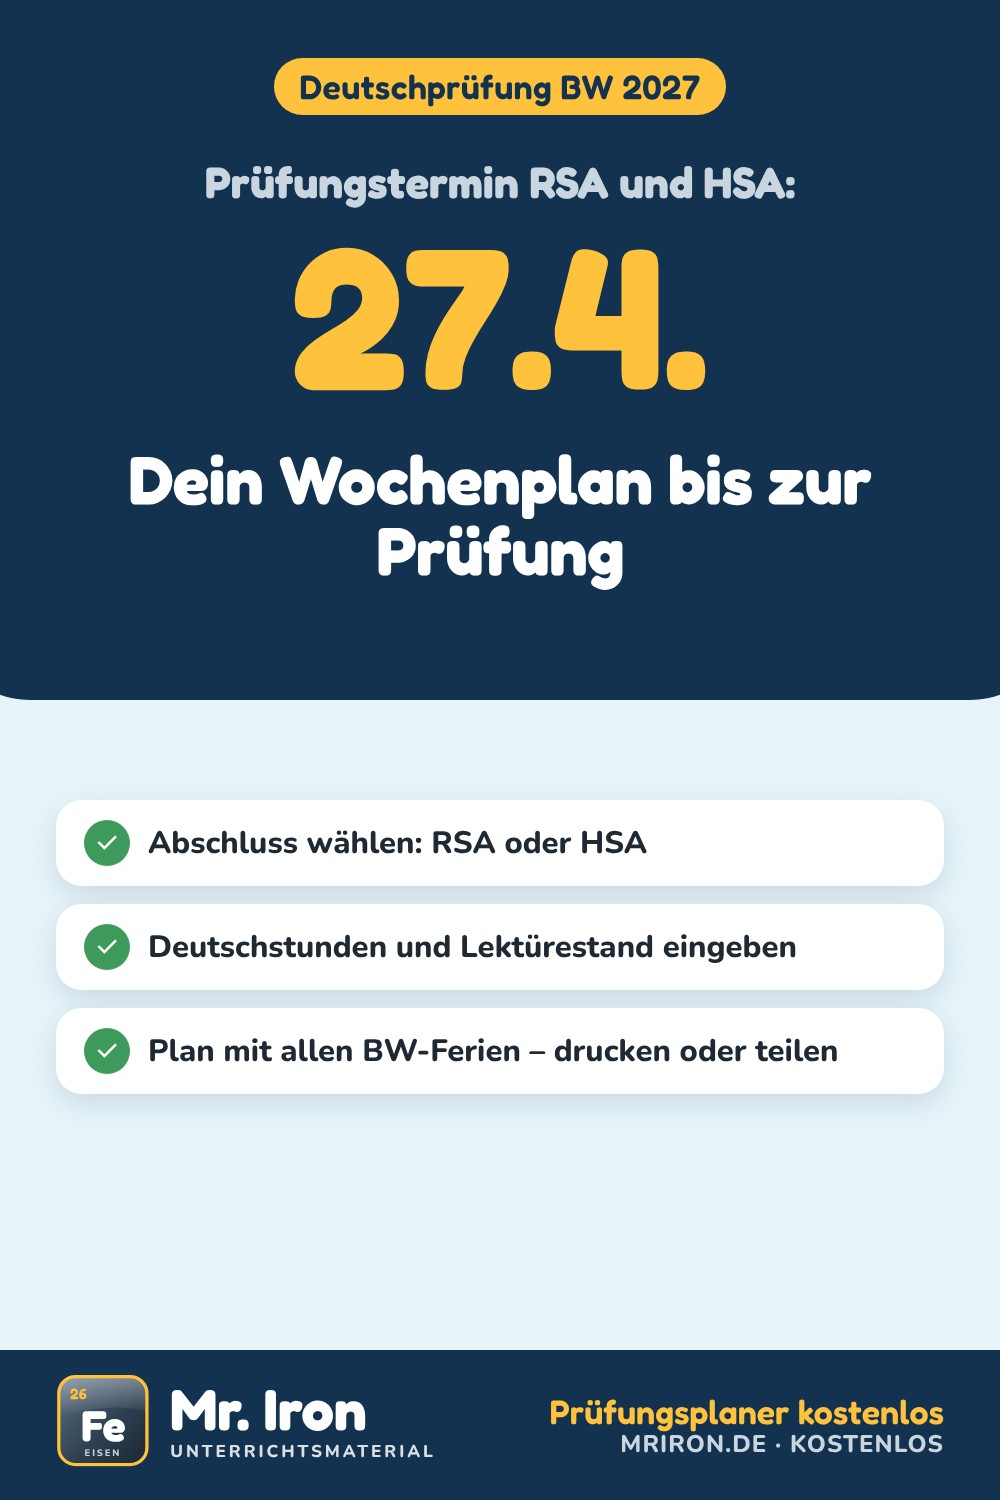 Deutschprüfung BW 2027
Prüfungstermin RSA und HSA:
27.4.
Dein Wochenplan bis zur
Prüfung
Abschluss wählen: RSA oder HSA
Deutschstunden und Lektürestand eingeben
Plan mit allen BW-Ferien – drucken oder teilen
26
Fe
EISEN
Mr. Iron
UNTERRICHTSMATERIAL
Prüfungsplaner kostenlos
MRIRON.DE · KOSTENLOS